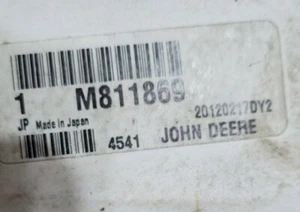 1 M811869
JP Made in Japan 20120217DY2
4541 JOHN DEERE